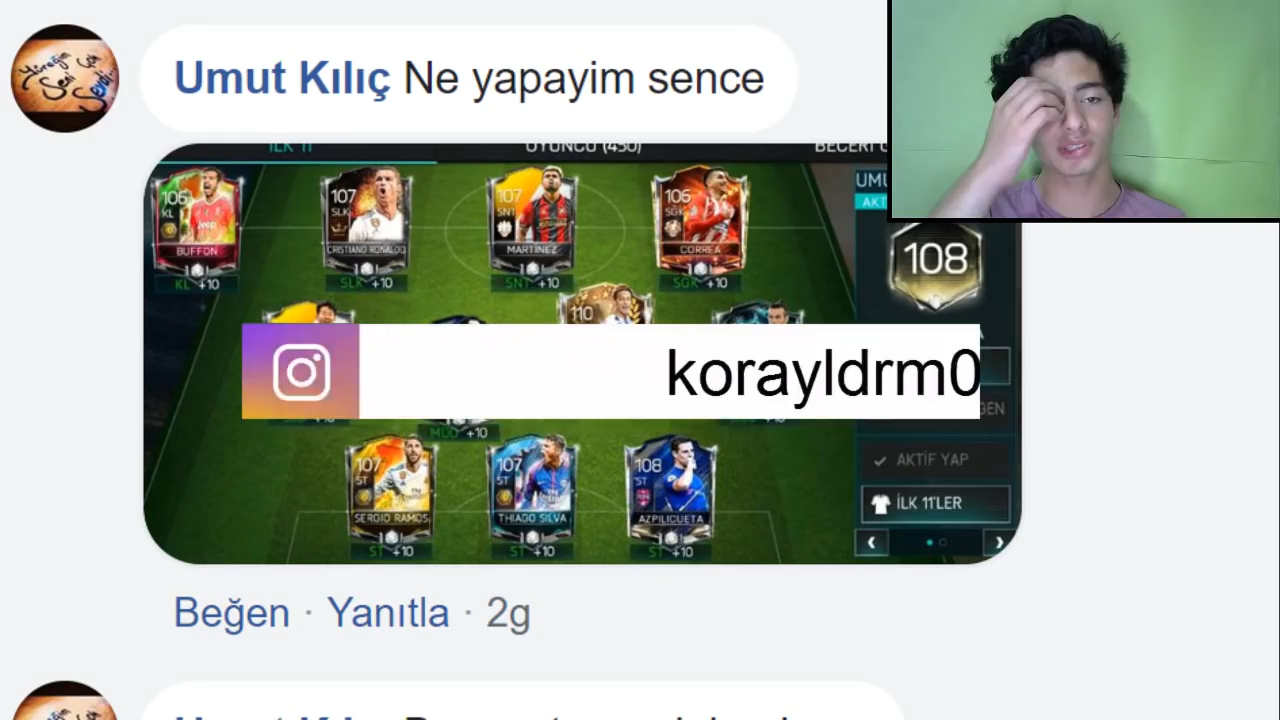 Umut Kılıç Ne yapayim sence
İLK 11
OYUNCU (450)
106
KL
BUFFON
KL +10
107
SLK
CRISTIANO RONALDO
SLK +10
107
SNT
MARTINEZ
SNT +10
106
SGK
CORREA
SGK +10
108
110
korayldrm0
MDO +10
AKTİF YAP
İLK 11'LER
107
ST
SERGIO RAMOS
ST +10
107
ST
THIAGO SILVA
ST +10
108
ST
AZPILICUETA
ST +10
Beğen · Yanıtla · 2g